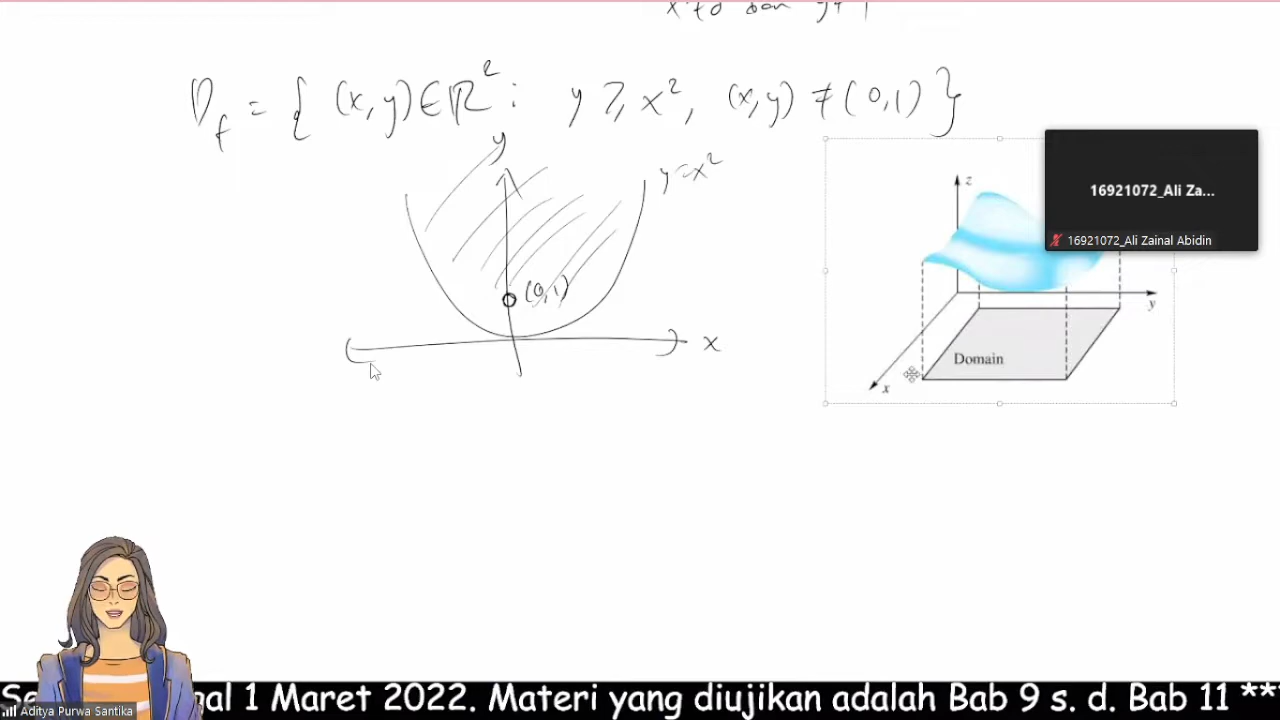 D_f = { (x,y) ∈ ℝ² : y ≥ x², (x,y) ≠ (0,1) }
y
y = x²
(0,1)
x
z
y
Domain
x
16921072_Ali Za...
16921072_Ali Zainal Abidin
gal 1 Maret 2022. Materi yang diujikan adalah Bab 9 s. d. Bab 11 **
Aditya Purwa Santika